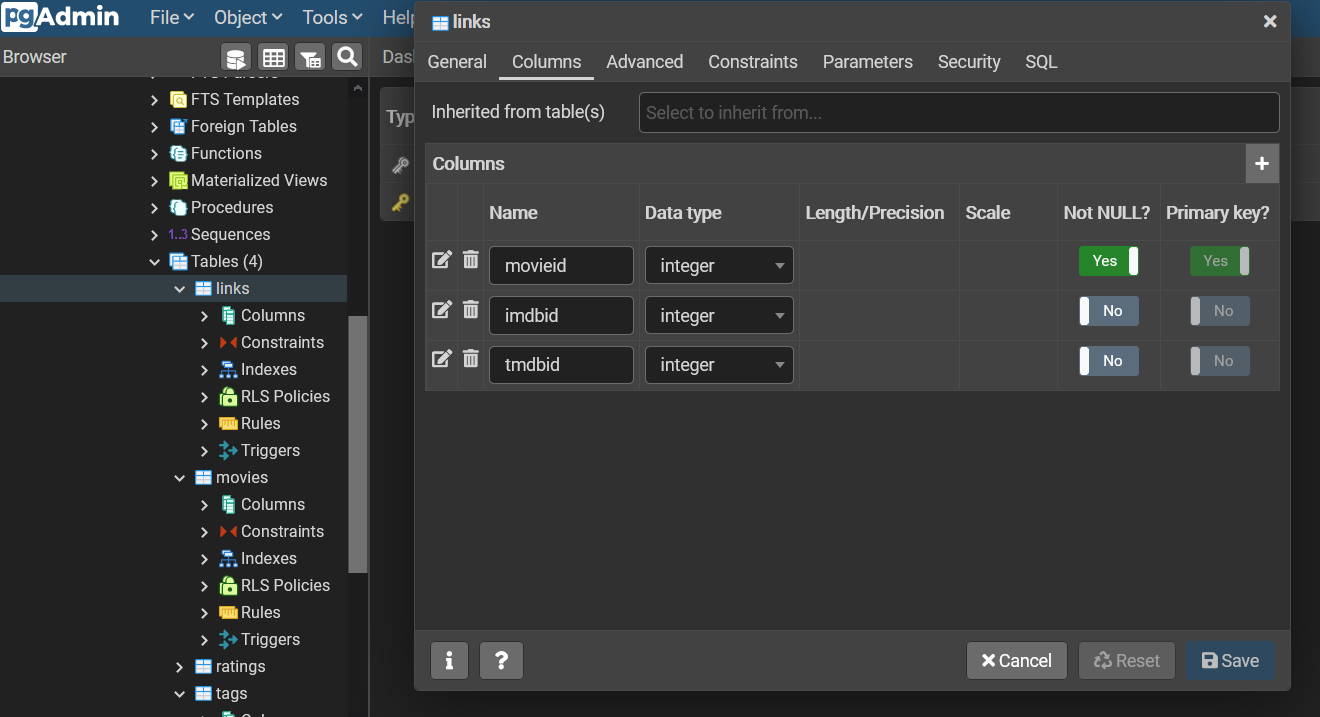 pgAdmin File Object Tools Help
Browser
FTS Templates
Foreign Tables
Functions
Materialized Views
Procedures
1..3 Sequences
Tables (4)
links
Columns
Constraints
Indexes
RLS Policies
Rules
Triggers
movies
Columns
Constraints
Indexes
RLS Policies
Rules
Triggers
ratings
tags
links
General Columns Advanced Constraints Parameters Security SQL
Inherited from table(s) Select to inherit from...
Columns
Name Data type Length/Precision Scale Not NULL? Primary key?
movieid integer Yes Yes
imdbid integer No No
tmdbid integer No No
Cancel Reset Save